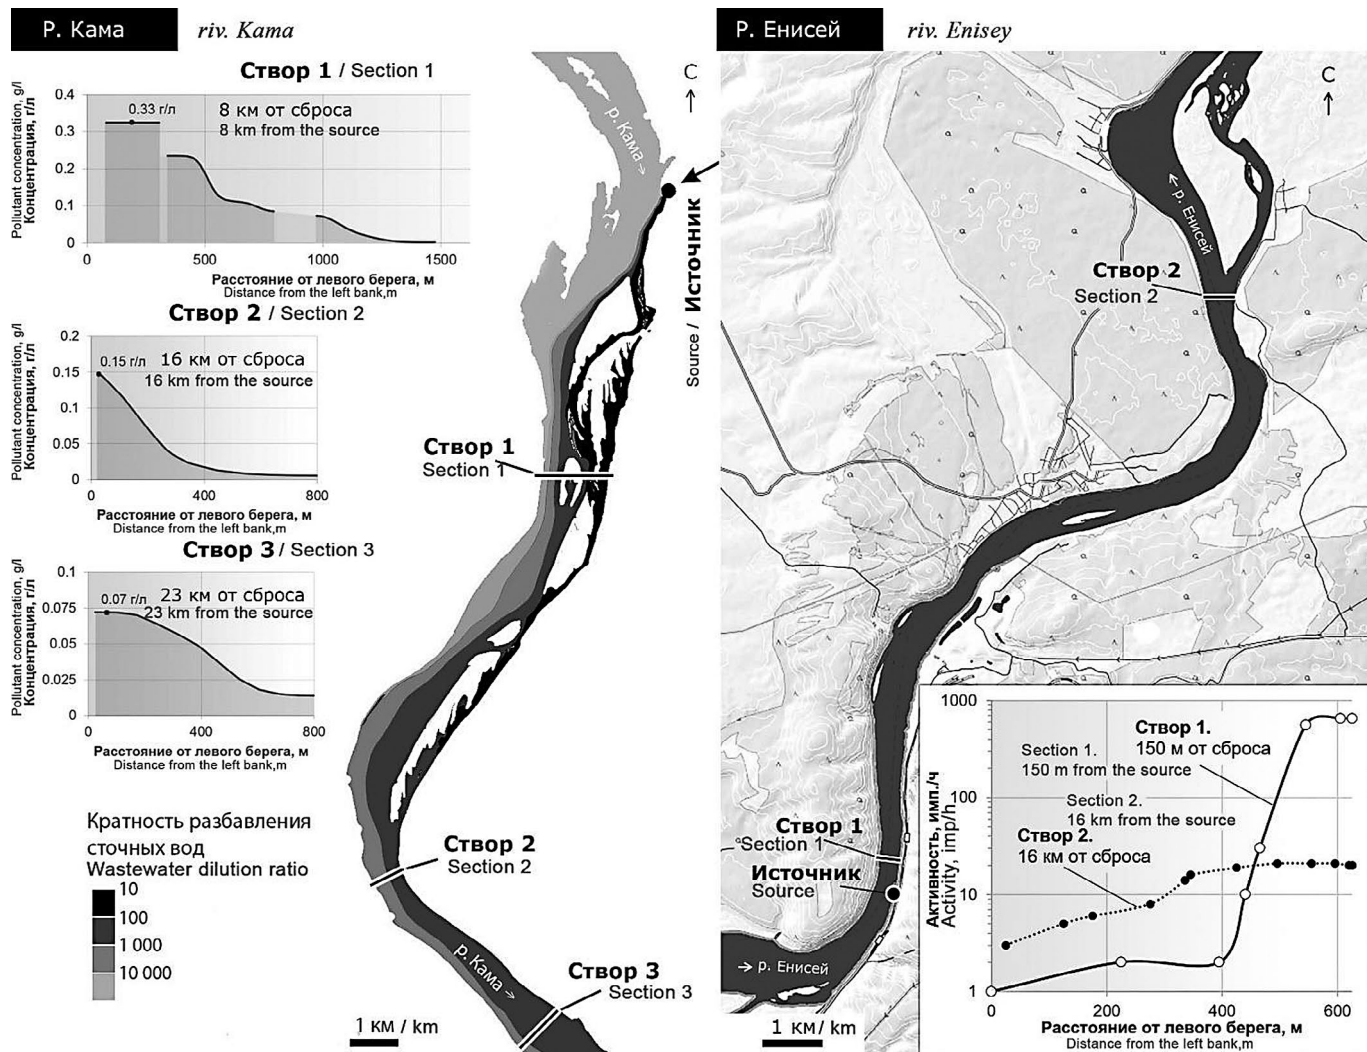 Р. Кама
riv. Kama
Створ 1 / Section 1
Pollutant concentration, g/l
Концентрация, г/л
0.4
0.3
0.2
0.1
0
0.33 г/л
8 км от сброса
8 km from the source
0
500
1000
1500
Расстояние от левого берега, м
Distance from the left bank,m
Створ 2 / Section 2
Pollutant concentration, g/l
Концентрация, г/л
0.2
0.15
0.1
0.05
0
0.15 г/л
16 км от сброса
16 km from the source
0
400
800
Расстояние от левого берега, м
Distance from the left bank,m
Створ 3 / Section 3
Pollutant concentration, g/l
Концентрация, г/л
0.1
0.075
0.05
0.025
0
0.07 г/л
23 км от сброса
23 km from the source
0
400
800
Расстояние от левого берега, м
Distance from the left bank,m
Кратность разбавления
сточных вод
Wastewater dilution ratio
10
100
1 000
10 000
С
р. Кама →
Source / Источник
Створ 1
Section 1
Створ 2
Section 2
р. Кама →
Створ 3
Section 3
1 км / km
Р. Енисей
riv. Enisey
С
← р. Енисей
Створ 2
Section 2
Створ 1
Section 1
Источник
Source
→ р. Енисей
1 км / km
Активность, имп./ч
Activity, imp/h
1000
100
10
1
Створ 1.
150 м от сброса
Section 1.
150 m from the source
Section 2.
16 km from the source
Створ 2.
16 км от сброса
0
200
400
600
Расстояние от левого берега, м
Distance from the left bank,m